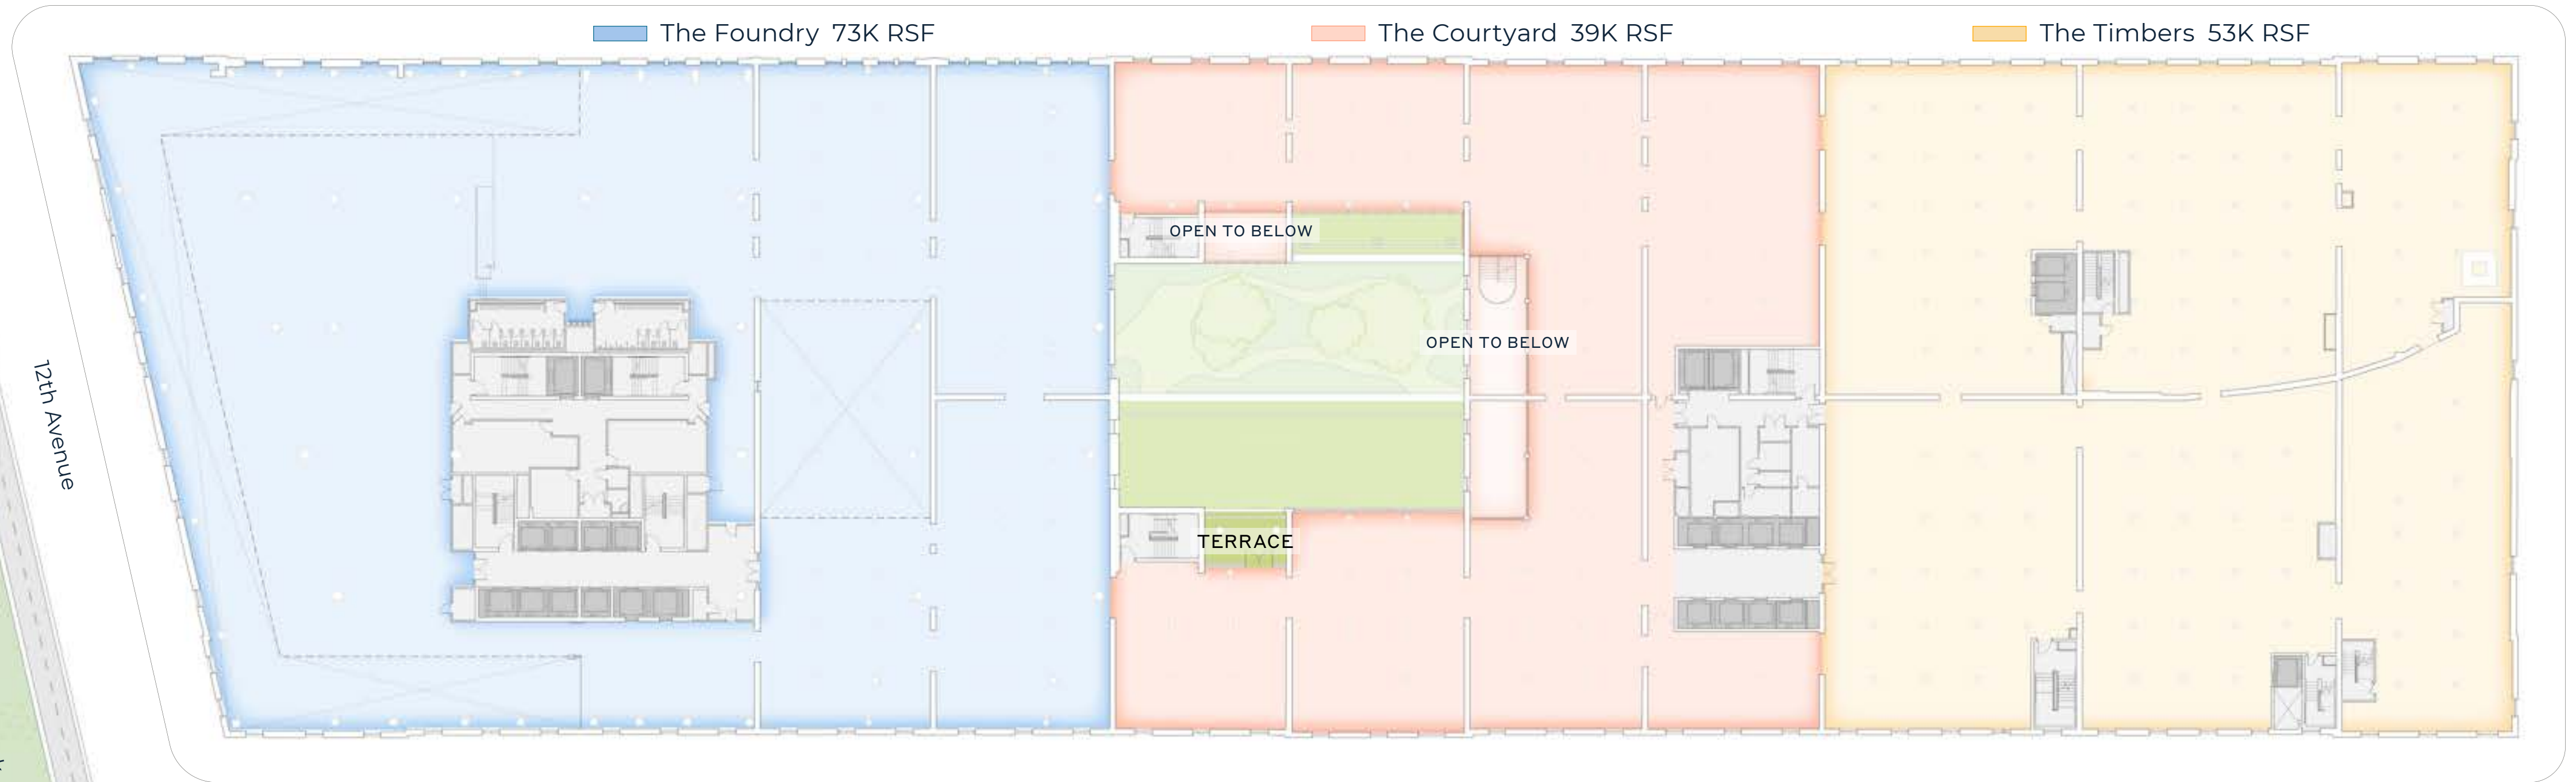 The Foundry 73K RSF
The Courtyard 39K RSF
The Timbers 53K RSF
OPEN TO BELOW
OPEN TO BELOW
12th Avenue
TERRACE